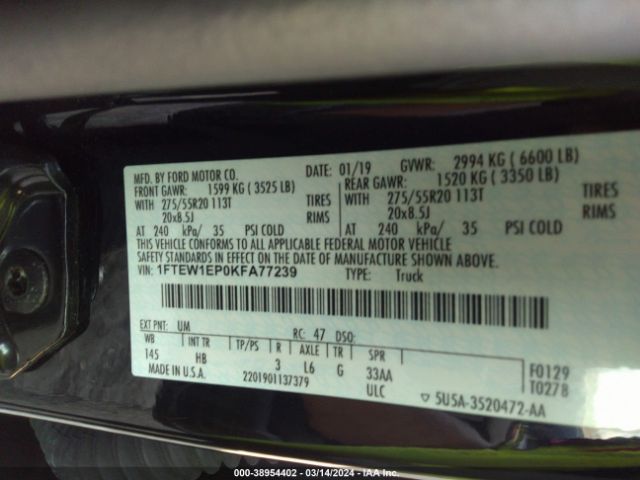 MFD. BY FORD MOTOR CO. DATE: 01/19 GVWR: 2994 KG ( 6600 LB)
FRONT GAWR: 1599 KG ( 3525 LB) REAR GAWR: 1520 KG ( 3350 LB)
WITH 275/55R20 113T TIRES WITH 275/55R20 113T TIRES
20x8.5J RIMS 20x8.5J RIMS
AT 240 kPa/ 35 PSI COLD AT 240 kPa/ 35 PSI COLD
THIS VEHICLE CONFORMS TO ALL APPLICABLE FEDERAL MOTOR VEHICLE
SAFETY STANDARDS IN EFFECT ON THE DATE OF MANUFACTURE SHOWN ABOVE.
VIN: 1FTEW1EP0KFA77239 TYPE: Truck
EXT PNT: UM RC: 47 DSO:
WB INT TR TP/PS R AXLE TR SPR
145 HB 3 L6 G 33AA F0129
MADE IN U.S.A. 2201901137379 ULC T0278
5U5A-3520472-AA
000-38954402 - 03/14/2024 - IAA Inc.